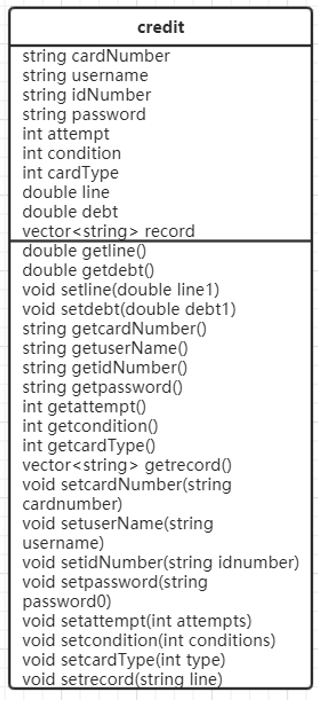 credit
string cardNumber
string username
string idNumber
string password
int attempt
int condition
int cardType
double line
double debt
vector<string> record
double getline()
double getdebt()
void setline(double line1)
void setdebt(double debt1)
string getcardNumber()
string getuserName()
string getidNumber()
string getpassword()
int getattempt()
int getcondition()
int getcardType()
vector<string> getrecord()
void setcardNumber(string
cardnumber)
void setuserName(string
username)
void setidNumber(string idnumber)
void setpassword(string
password0)
void setattempt(int attempts)
void setcondition(int conditions)
void setcardType(int type)
void setrecord(string line)